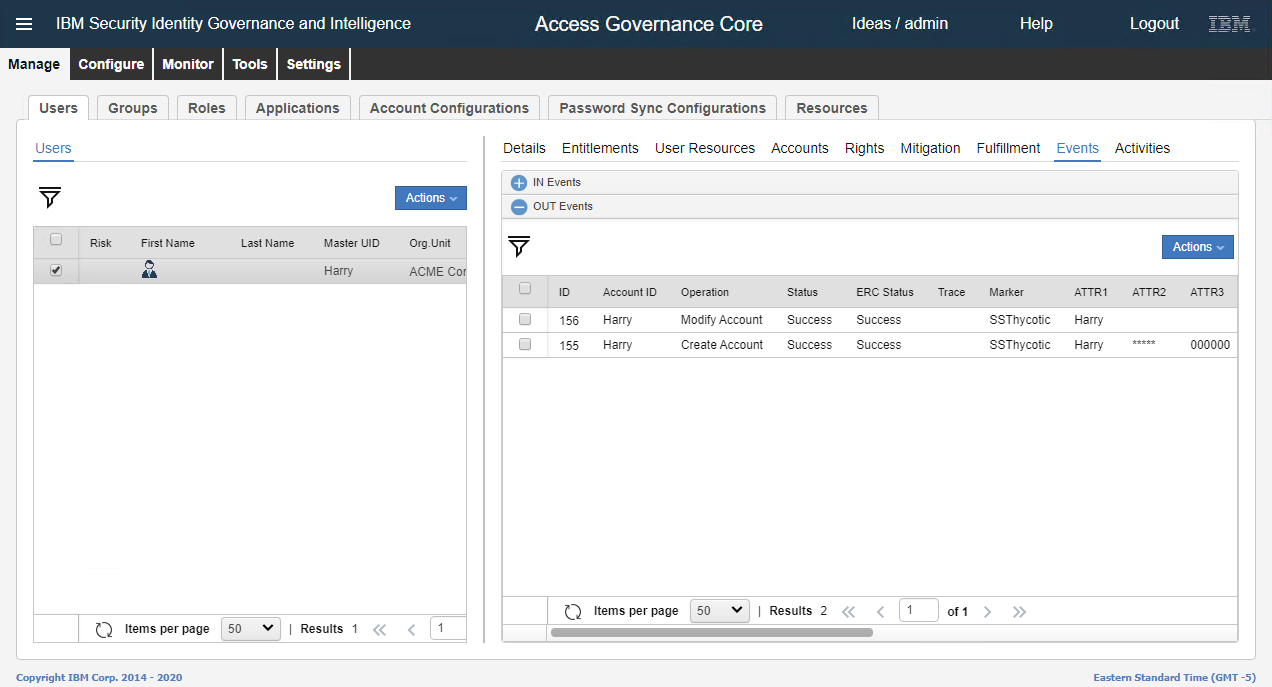 IBM Security Identity Governance and Intelligence Access Governance Core Ideas / admin Help Logout IBM
Manage Configure Monitor Tools Settings
Users Groups Roles Applications Account Configurations Password Sync Configurations Resources
Users
Actions
Risk First Name Last Name Master UID Org.Unit
Harry ACME Cor
Items per page 50 | Results 1 1
Details Entitlements User Resources Accounts Rights Mitigation Fulfillment Events Activities
IN Events
OUT Events
Actions
ID Account ID Operation Status ERC Status Trace Marker ATTR1 ATTR2 ATTR3
156 Harry Modify Account Success Success SSThycotic Harry
155 Harry Create Account Success Success SSThycotic Harry ***** 000000
Items per page 50 | Results 2 1 of 1
Copyright IBM Corp. 2014 - 2020 Eastern Standard Time (GMT -5)